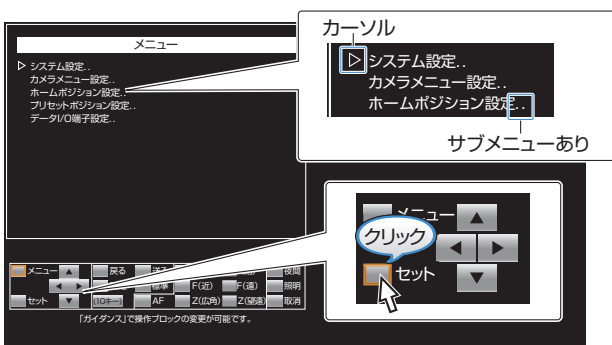 メニュー
システム設定‥
カメラメニュー設定‥
ホームポジション設定‥
プリセットポジション設定‥
データI/O端子設定‥
カーソル
システム設定‥
カメラメニュー設定‥
ホームポジション設定‥
サブメニューあり
メニュー
クリック
セット
メニュー 戻る 夜間
標準 F(近) F(遠) 照明
セット (10キー) AF Z(広角) Z(望遠) 取消
「ガイダンス」で操作ブロックの変更が可能です。